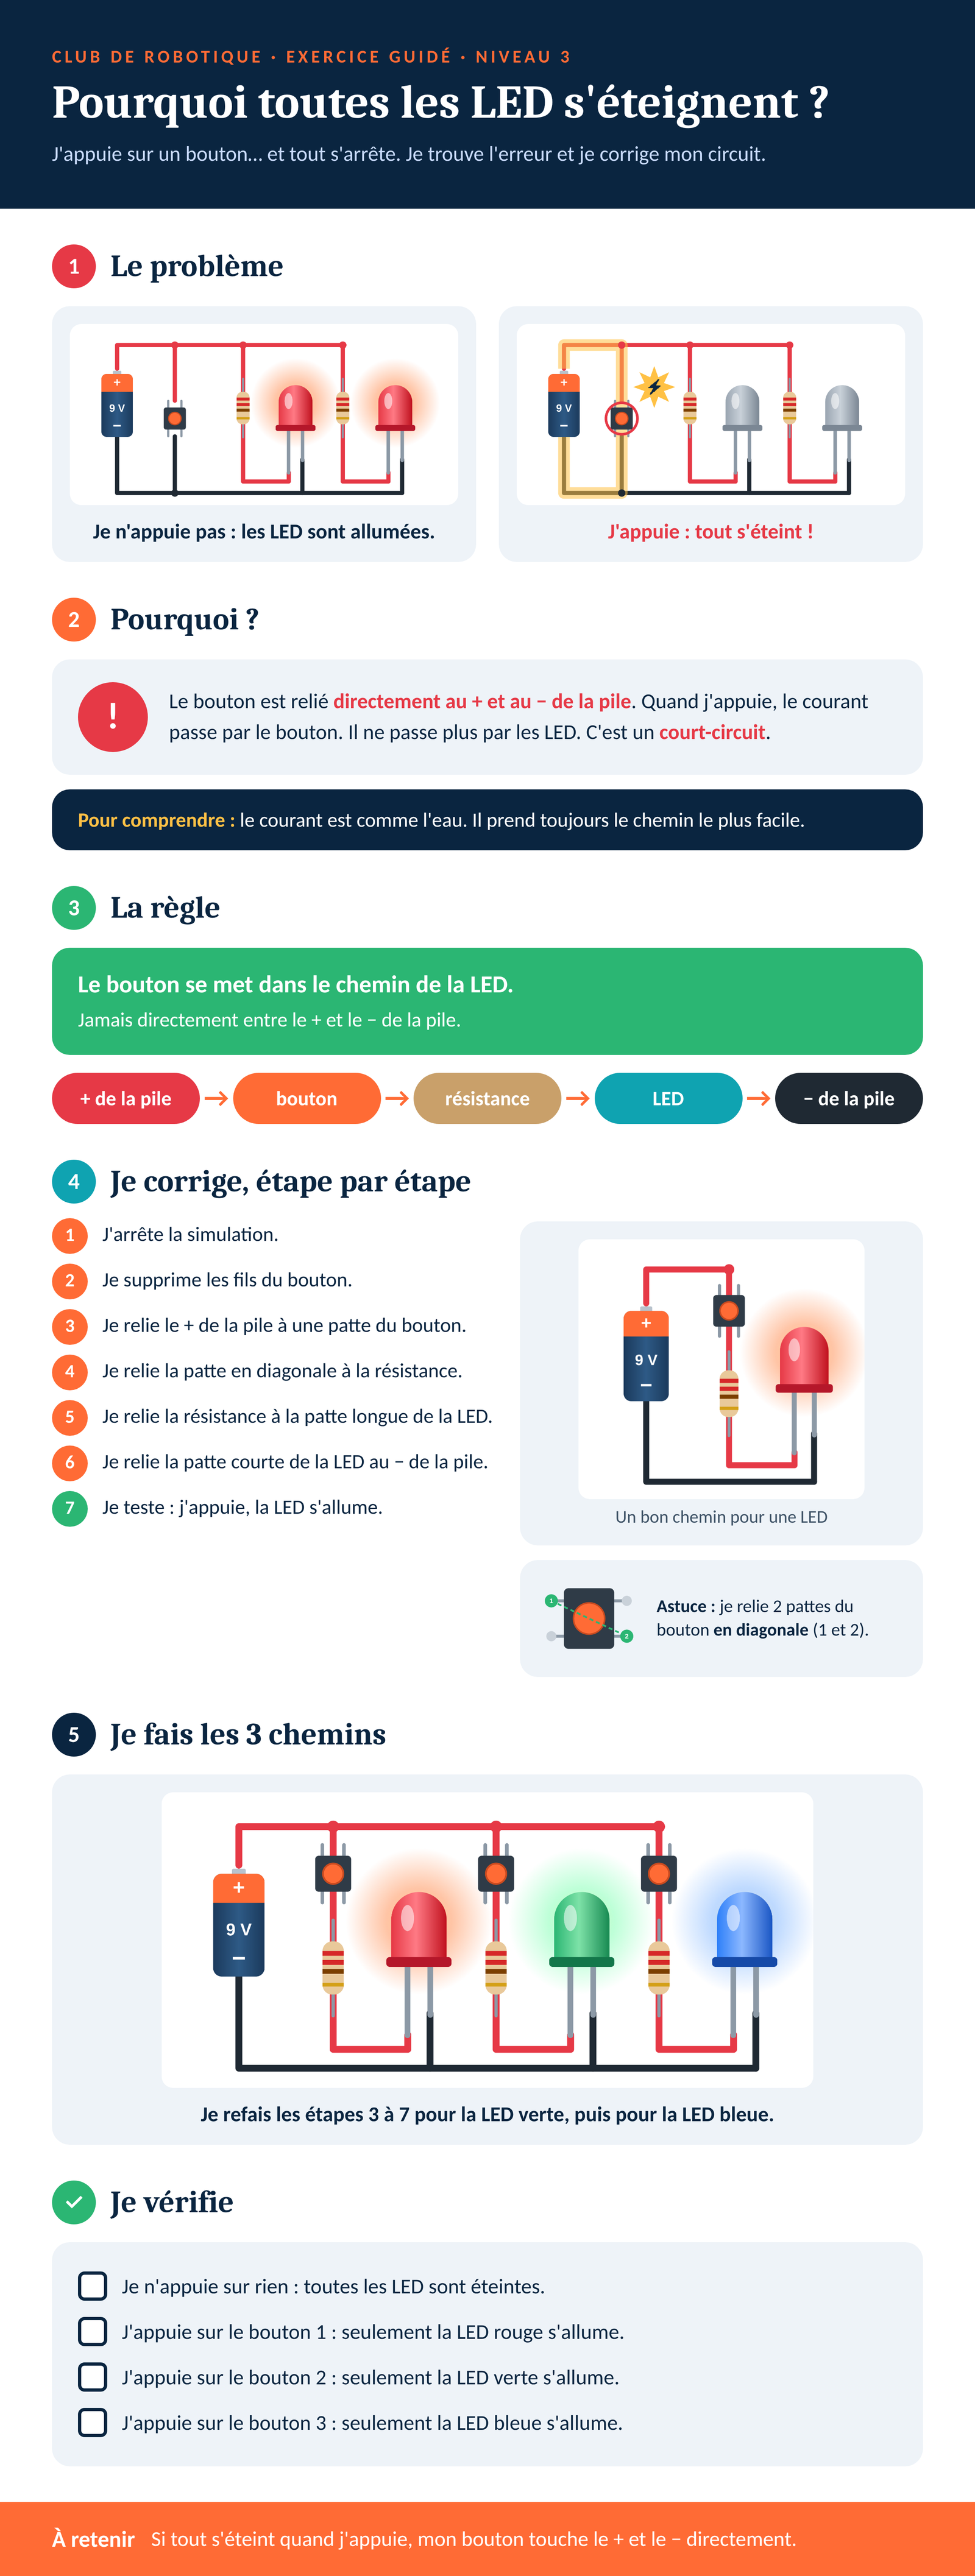 CLUB DE ROBOTIQUE · EXERCICE GUIDÉ · NIVEAU 3
Pourquoi toutes les LED s'éteignent ?
J'appuie sur un bouton… et tout s'arrête. Je trouve l'erreur et je corrige mon circuit.
1 Le problème
+
9 V
−
Je n'appuie pas : les LED sont allumées.
+
9 V
−
J'appuie : tout s'éteint !
2 Pourquoi ?
!
Le bouton est relié directement au + et au − de la pile. Quand j'appuie, le courant
passe par le bouton. Il ne passe plus par les LED. C'est un court-circuit.
Pour comprendre : le courant est comme l'eau. Il prend toujours le chemin le plus facile.
3 La règle
Le bouton se met dans le chemin de la LED.
Jamais directement entre le + et le − de la pile.
+ de la pile → bouton → résistance → LED → − de la pile
4 Je corrige, étape par étape
1 J'arrête la simulation.
2 Je supprime les fils du bouton.
3 Je relie le + de la pile à une patte du bouton.
4 Je relie la patte en diagonale à la résistance.
5 Je relie la résistance à la patte longue de la LED.
6 Je relie la patte courte de la LED au − de la pile.
7 Je teste : j'appuie, la LED s'allume.
+
9 V
−
Un bon chemin pour une LED
1
2
Astuce : je relie 2 pattes du
bouton en diagonale (1 et 2).
5 Je fais les 3 chemins
+
9 V
−
Je refais les étapes 3 à 7 pour la LED verte, puis pour la LED bleue.
Je vérifie
Je n'appuie sur rien : toutes les LED sont éteintes.
J'appuie sur le bouton 1 : seulement la LED rouge s'allume.
J'appuie sur le bouton 2 : seulement la LED verte s'allume.
J'appuie sur le bouton 3 : seulement la LED bleue s'allume.
À retenir Si tout s'éteint quand j'appuie, mon bouton touche le + et le − directement.